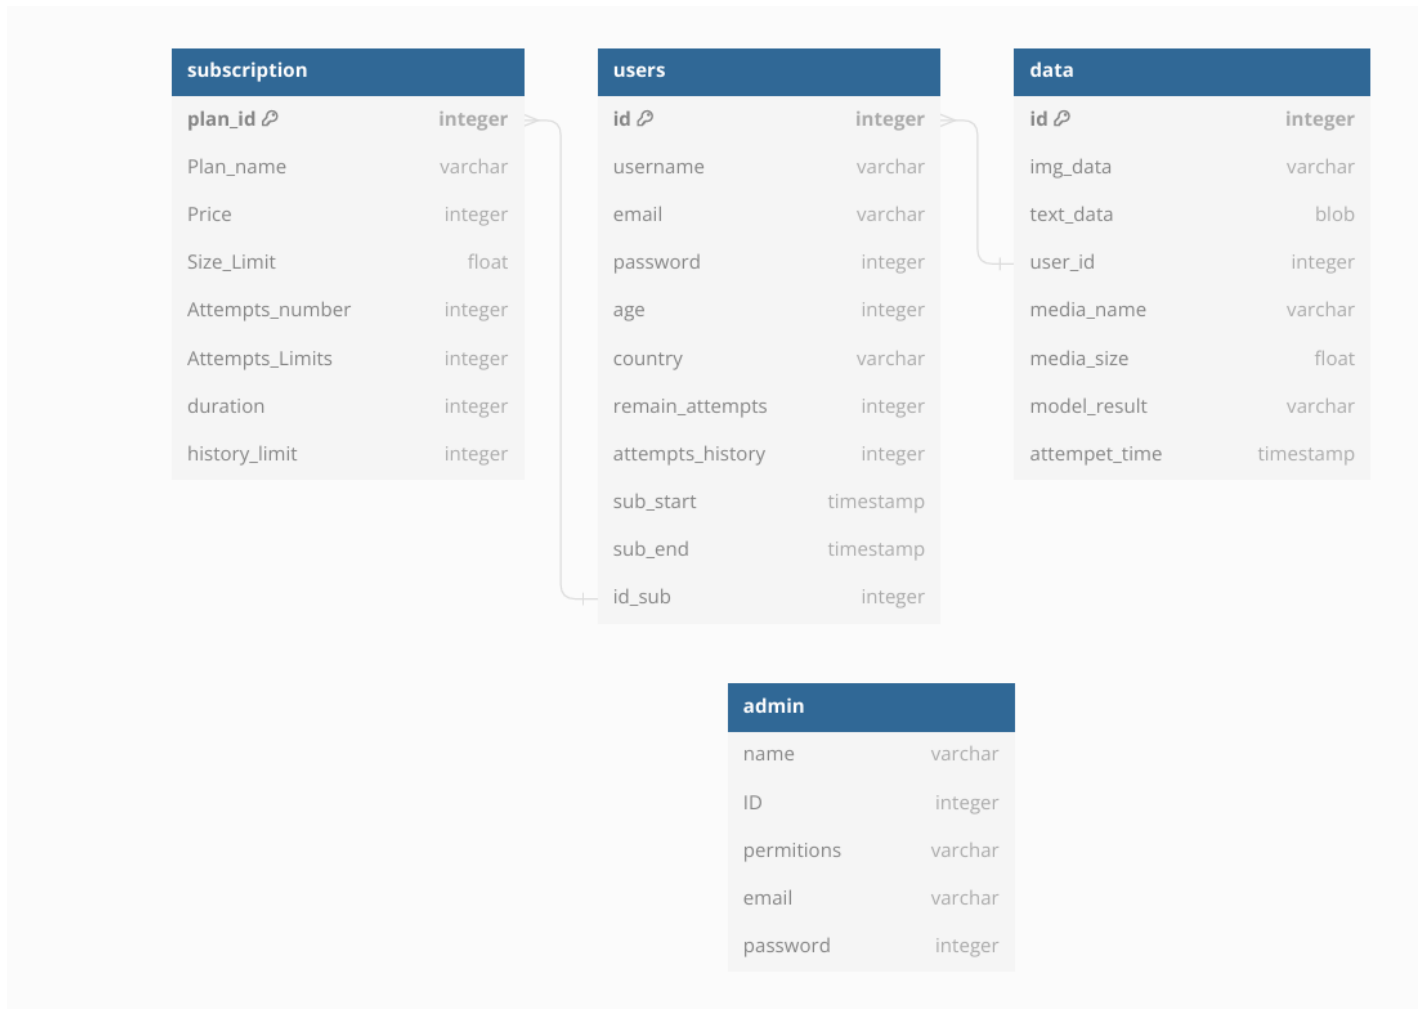 subscription
plan_id integer
Plan_name varchar
Price integer
Size_Limit float
Attempts_number integer
Attempts_Limits integer
duration integer
history_limit integer
users
id integer
username varchar
email varchar
password integer
age integer
country varchar
remain_attempts integer
attempts_history integer
sub_start timestamp
sub_end timestamp
id_sub integer
data
id integer
img_data varchar
text_data blob
user_id integer
media_name varchar
media_size float
model_result varchar
attempet_time timestamp
admin
name varchar
ID integer
permitions varchar
email varchar
password integer